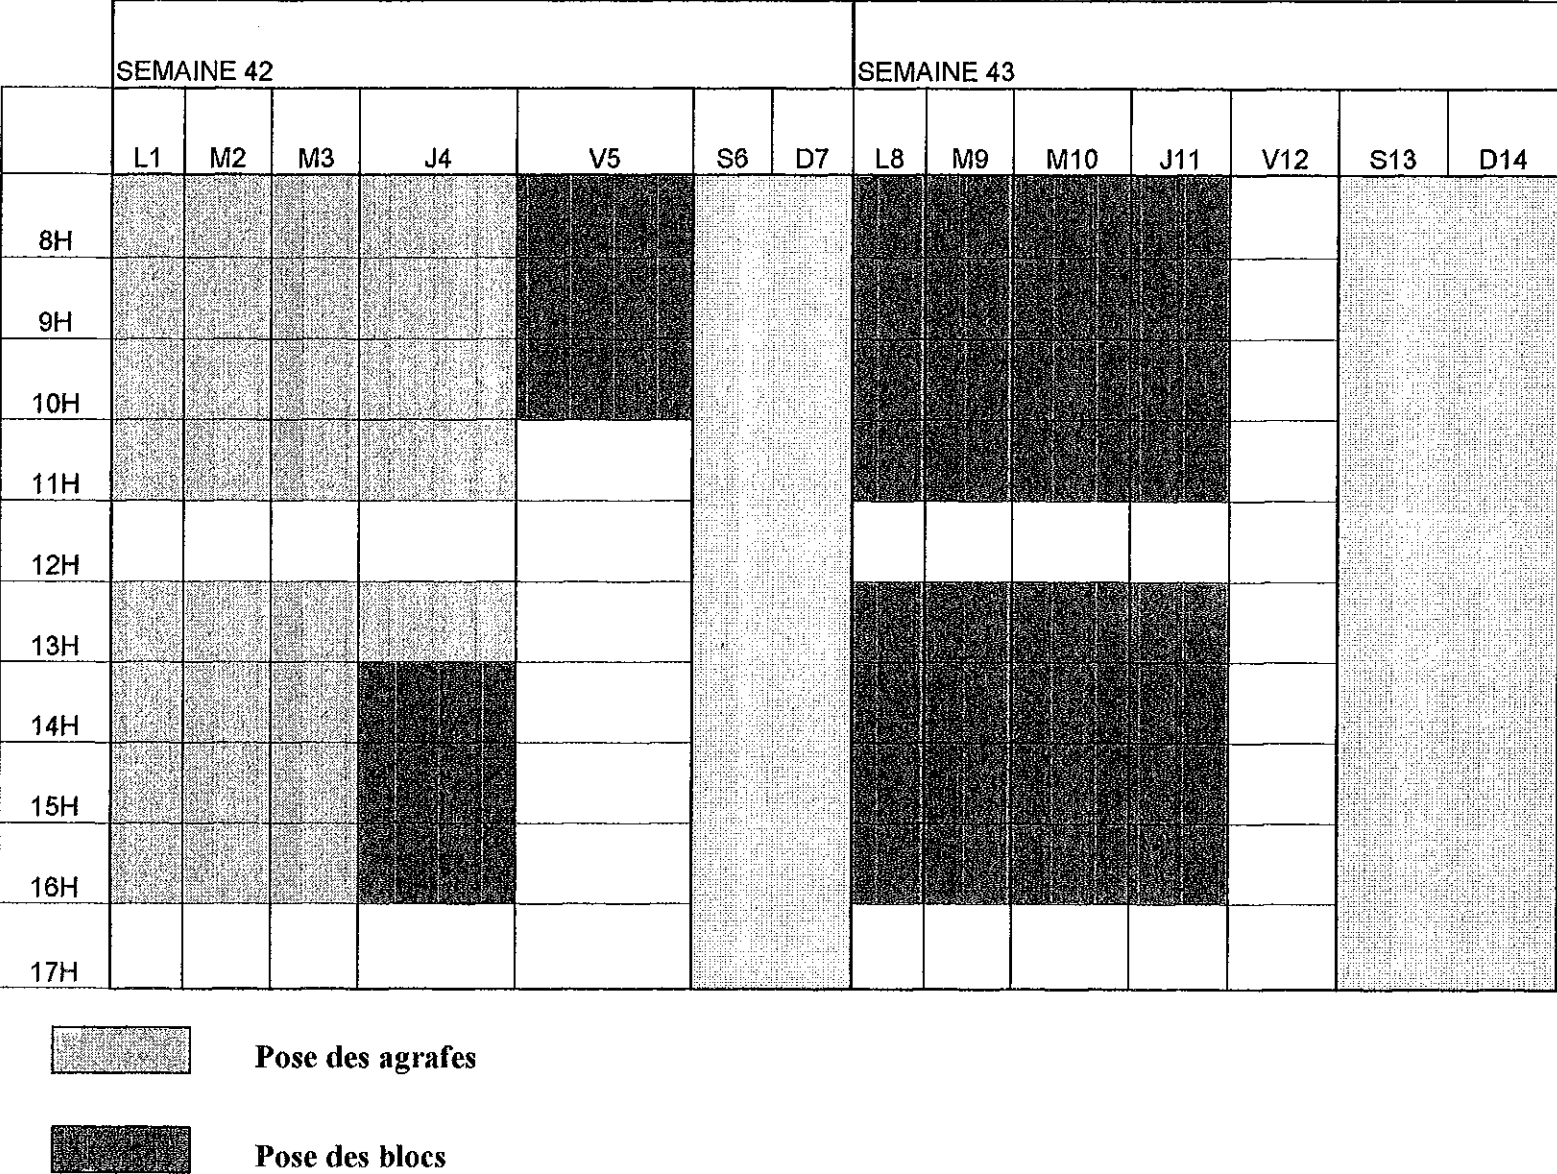 SEMAINE 42 SEMAINE 43
L1 M2 M3 J4 V5 S6 D7 L8 M9 M10 J11 V12 S13 D14
8H
9H
10H
11H
12H
13H
14H
15H
16H
17H
Pose des agrafes
Pose des blocs